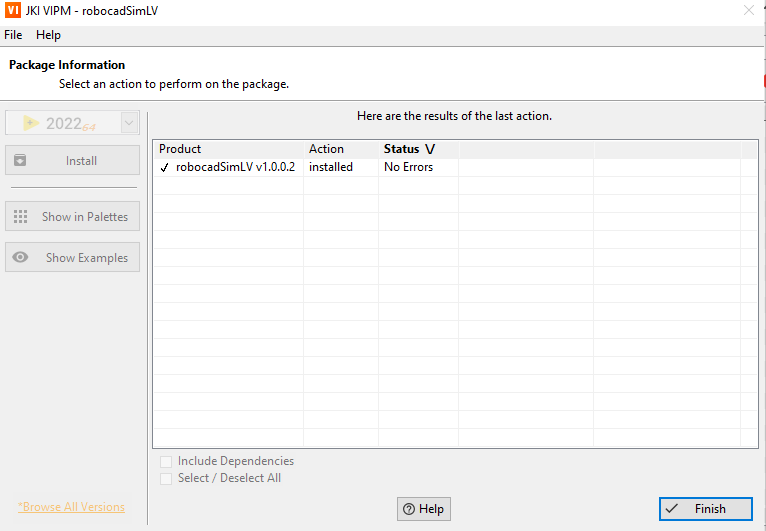 VI JKI VIPM - robocadSimLV
File Help
Package Information
Select an action to perform on the package.
2022 64
Install
Show in Palettes
Show Examples
*Browse All Versions
Here are the results of the last action.
Product Action Status V
robocadSimLV v1.0.0.2 installed No Errors
Include Dependencies
Select / Deselect All
Help Finish